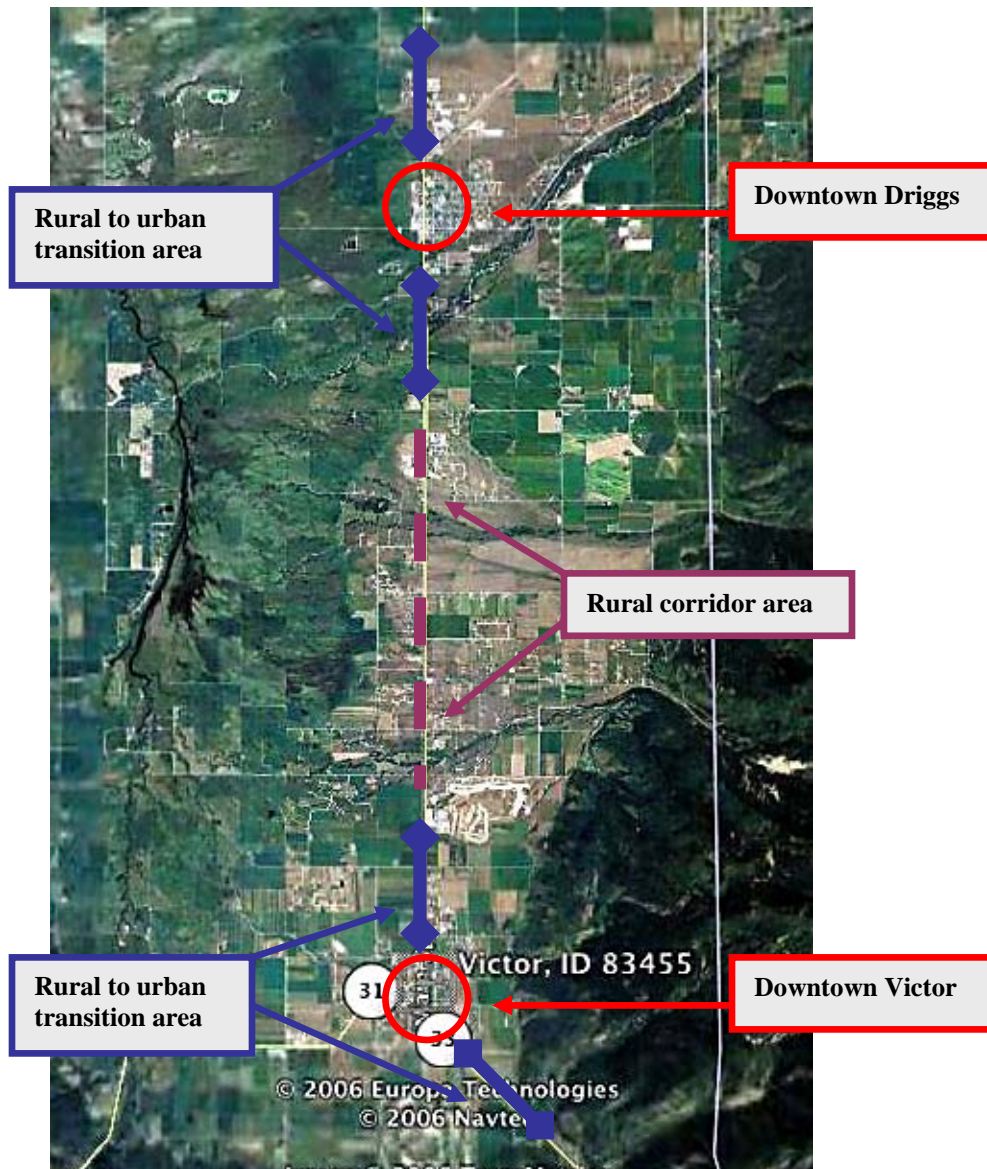 Rural to urban
transition area
Downtown Driggs
Rural corridor area
Victor, ID 83455
31
33
Rural to urban
transition area
Downtown Victor
© 2006 Europa Technologies
© 2006 Navte